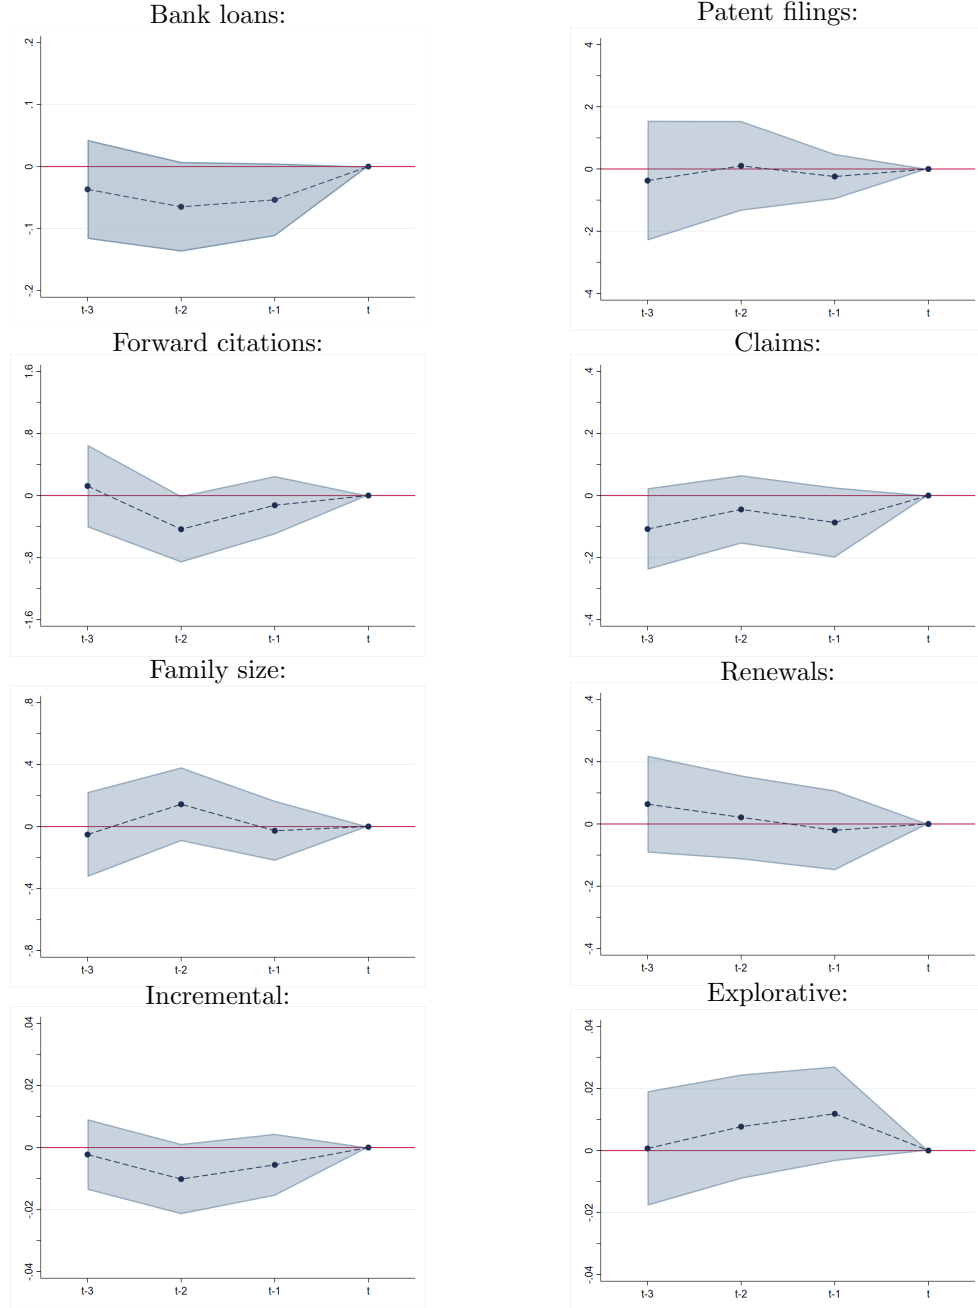 Bank loans:
.2
.1
0
-.1
-.2
t-3 t-2 t-1 t
Patent filings:
4
2
0
-2
-4
t-3 t-2 t-1 t
Forward citations:
1.6
.8
0
-.8
-1.6
t-3 t-2 t-1 t
Claims:
.4
.2
0
-.2
-.4
t-3 t-2 t-1 t
Family size:
.8
.4
0
-.4
-.8
t-3 t-2 t-1 t
Renewals:
.4
.2
0
-.2
-.4
t-3 t-2 t-1 t
Incremental:
.04
.02
0
-.02
-.04
t-3 t-2 t-1 t
Explorative:
.04
.02
0
-.02
-.04
t-3 t-2 t-1 t